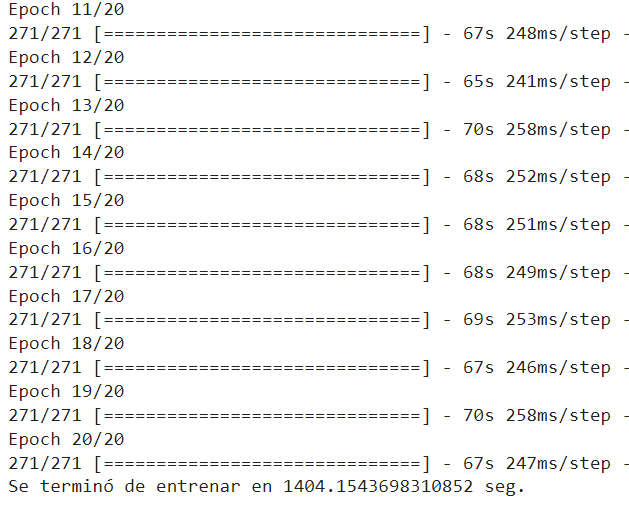 Epoch 11/20
271/271 [==============================] - 67s 248ms/step -
Epoch 12/20
271/271 [==============================] - 65s 241ms/step -
Epoch 13/20
271/271 [==============================] - 70s 258ms/step -
Epoch 14/20
271/271 [==============================] - 68s 252ms/step -
Epoch 15/20
271/271 [==============================] - 68s 251ms/step -
Epoch 16/20
271/271 [==============================] - 68s 249ms/step -
Epoch 17/20
271/271 [==============================] - 69s 253ms/step -
Epoch 18/20
271/271 [==============================] - 67s 246ms/step -
Epoch 19/20
271/271 [==============================] - 70s 258ms/step -
Epoch 20/20
271/271 [==============================] - 67s 247ms/step -
Se terminó de entrenar en 1404.1543698310852 seg.